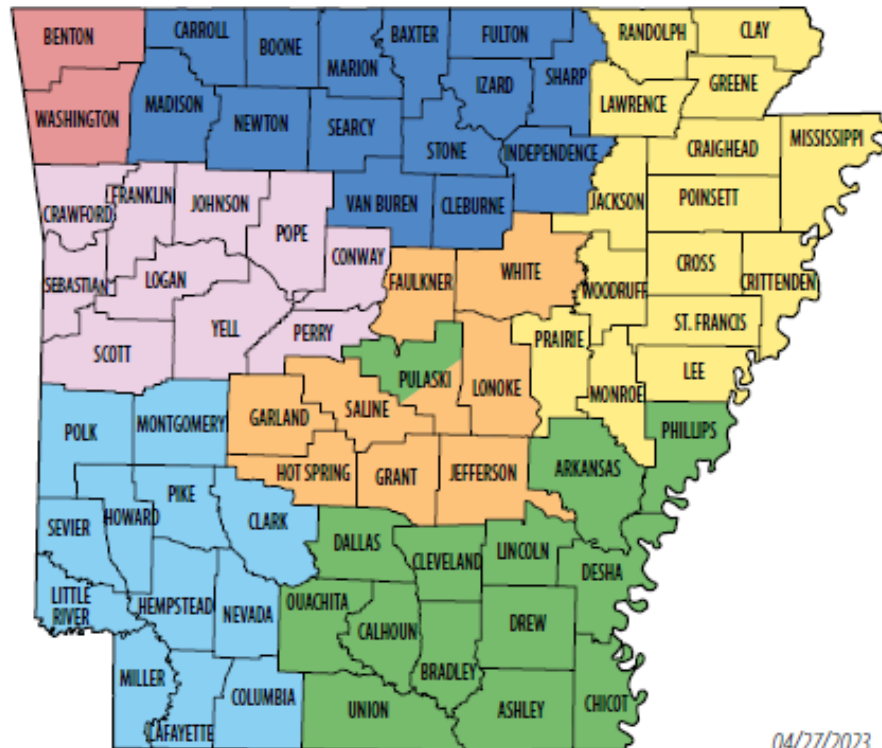 BENTON
CARROLL
BOONE
MARION
BAXTER
FULTON
IZARD
SHARP
RANDOLPH
CLAY
GREENE
LAWRENCE
WASHINGTON
MADISON
NEWTON
SEARCY
STONE
INDEPENDENCE
CRAIGHEAD
MISSISSIPPI
CRAWFORD
FRANKLIN
JOHNSON
POPE
VAN BUREN
CLEBURNE
JACKSON
POINSETT
SEBASTIAN
LOGAN
CONWAY
FAULKNER
WHITE
WOODRUFF
CROSS
CRITTENDEN
SCOTT
YELL
PERRY
PULASKI
LONOKE
PRAIRIE
ST. FRANCIS
LEE
MONROE
POLK
MONTGOMERY
GARLAND
SALINE
PHILLIPS
HOT SPRING
GRANT
JEFFERSON
ARKANSAS
SEVIER
HOWARD
PIKE
CLARK
DALLAS
CLEVELAND
LINCOLN
DESHA
LITTLE
RIVER
HEMPSTEAD
NEVADA
OUACHITA
CALHOUN
DREW
BRADLEY
MILLER
LAFAYETTE
COLUMBIA
UNION
ASHLEY
CHICOT
04/27/2023